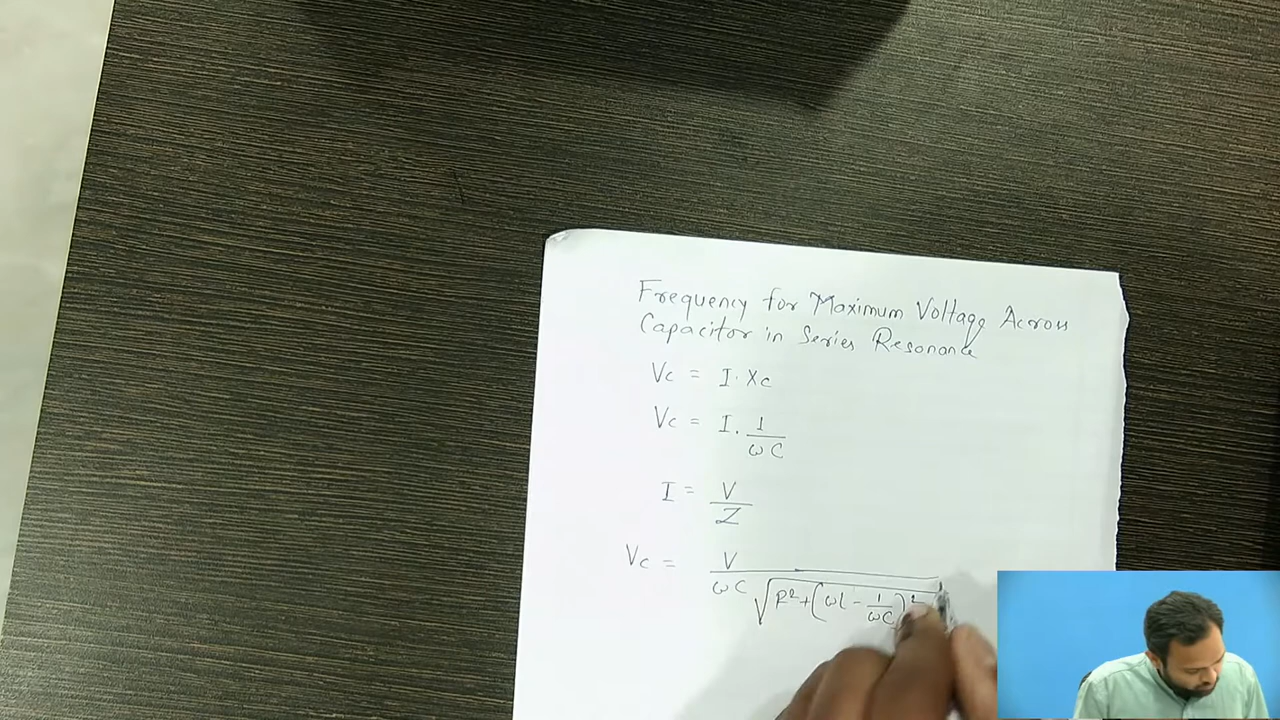 Frequency for Maximum Voltage Across
Capacitor in Series Resonance
Vc = I · Xc
Vc = I · 1/ωC
I = V/Z
Vc = V/ωC√R²+(ωL-1/ωC)²